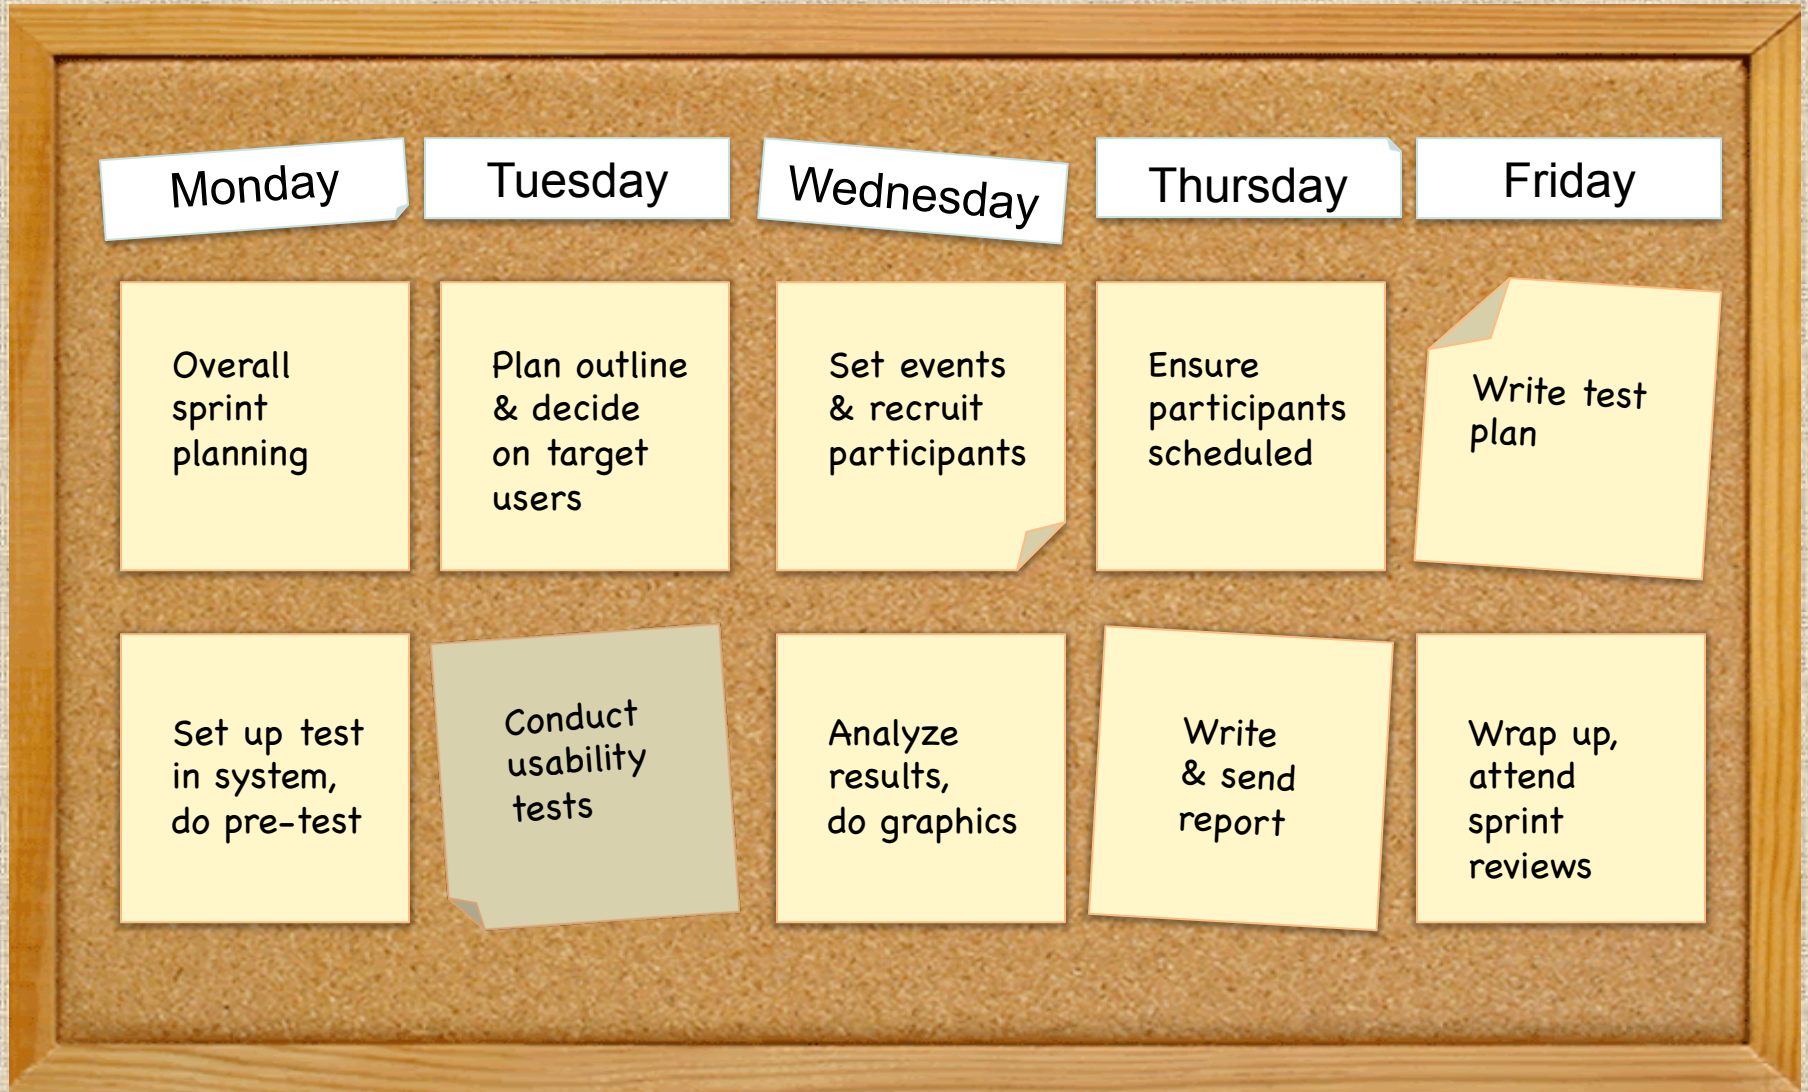 Monday
Tuesday
Wednesday
Thursday
Friday
Overall
sprint
planning
Plan outline
& decide
on target
users
Set events
& recruit
participants
Ensure
participants
scheduled
Write test
plan
Set up test
in system,
do pre-test
Conduct
usability
tests
Analyze
results,
do graphics
Write
& send
report
Wrap up,
attend
sprint
reviews